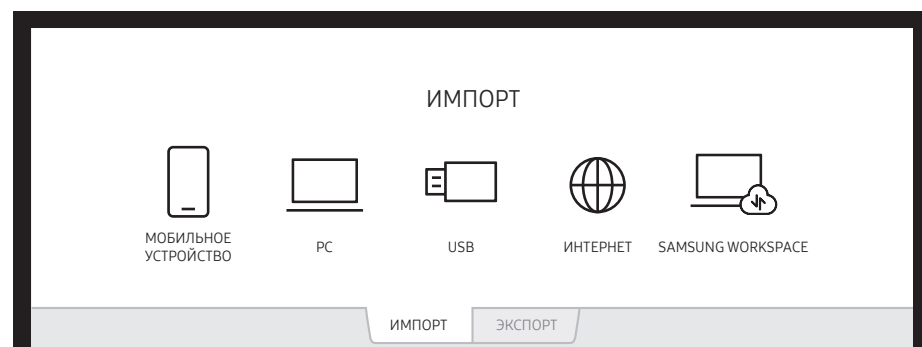 ИМПОРТ
МОБИЛЬНОЕ
УСТРОЙСТВО
PC
USB
ИНТЕРНЕТ
SAMSUNG WORKSPACE
ИМПОРТ
ЭКСПОРТ